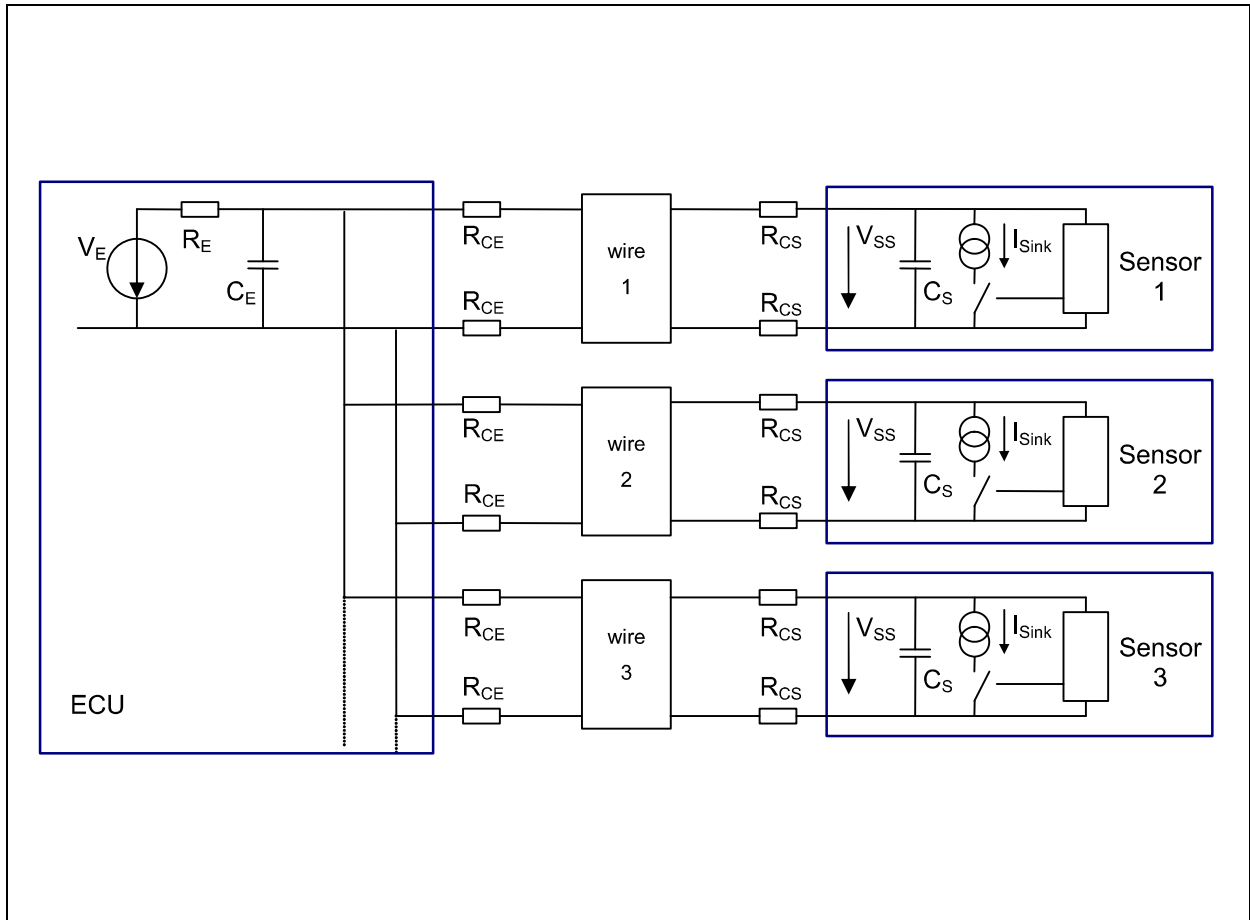 V_E
R_E
C_E
ECU
R_CE
R_CE
wire
1
R_CS
R_CS
V_SS
C_S
I_Sink
Sensor
1
R_CE
R_CE
wire
2
R_CS
R_CS
V_SS
C_S
I_Sink
Sensor
2
R_CE
R_CE
wire
3
R_CS
R_CS
V_SS
C_S
I_Sink
Sensor
3